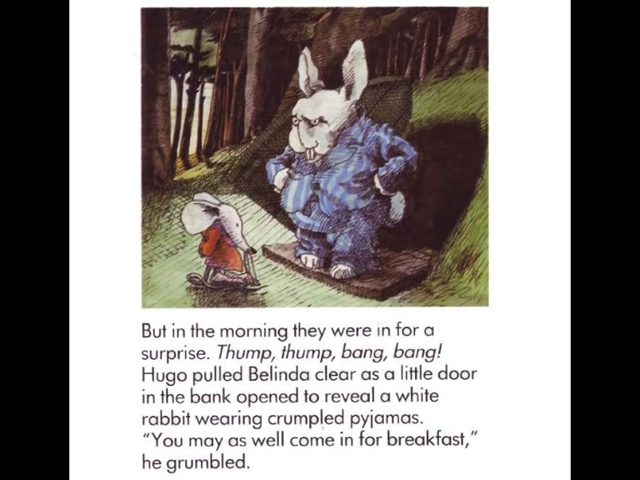 But in the morning they were in for a
surprise. Thump, thump, bang, bang!
Hugo pulled Belinda clear as a little door
in the bank opened to reveal a white
rabbit wearing crumpled pyjamas.
“You may as well come in for breakfast,”
he grumbled.